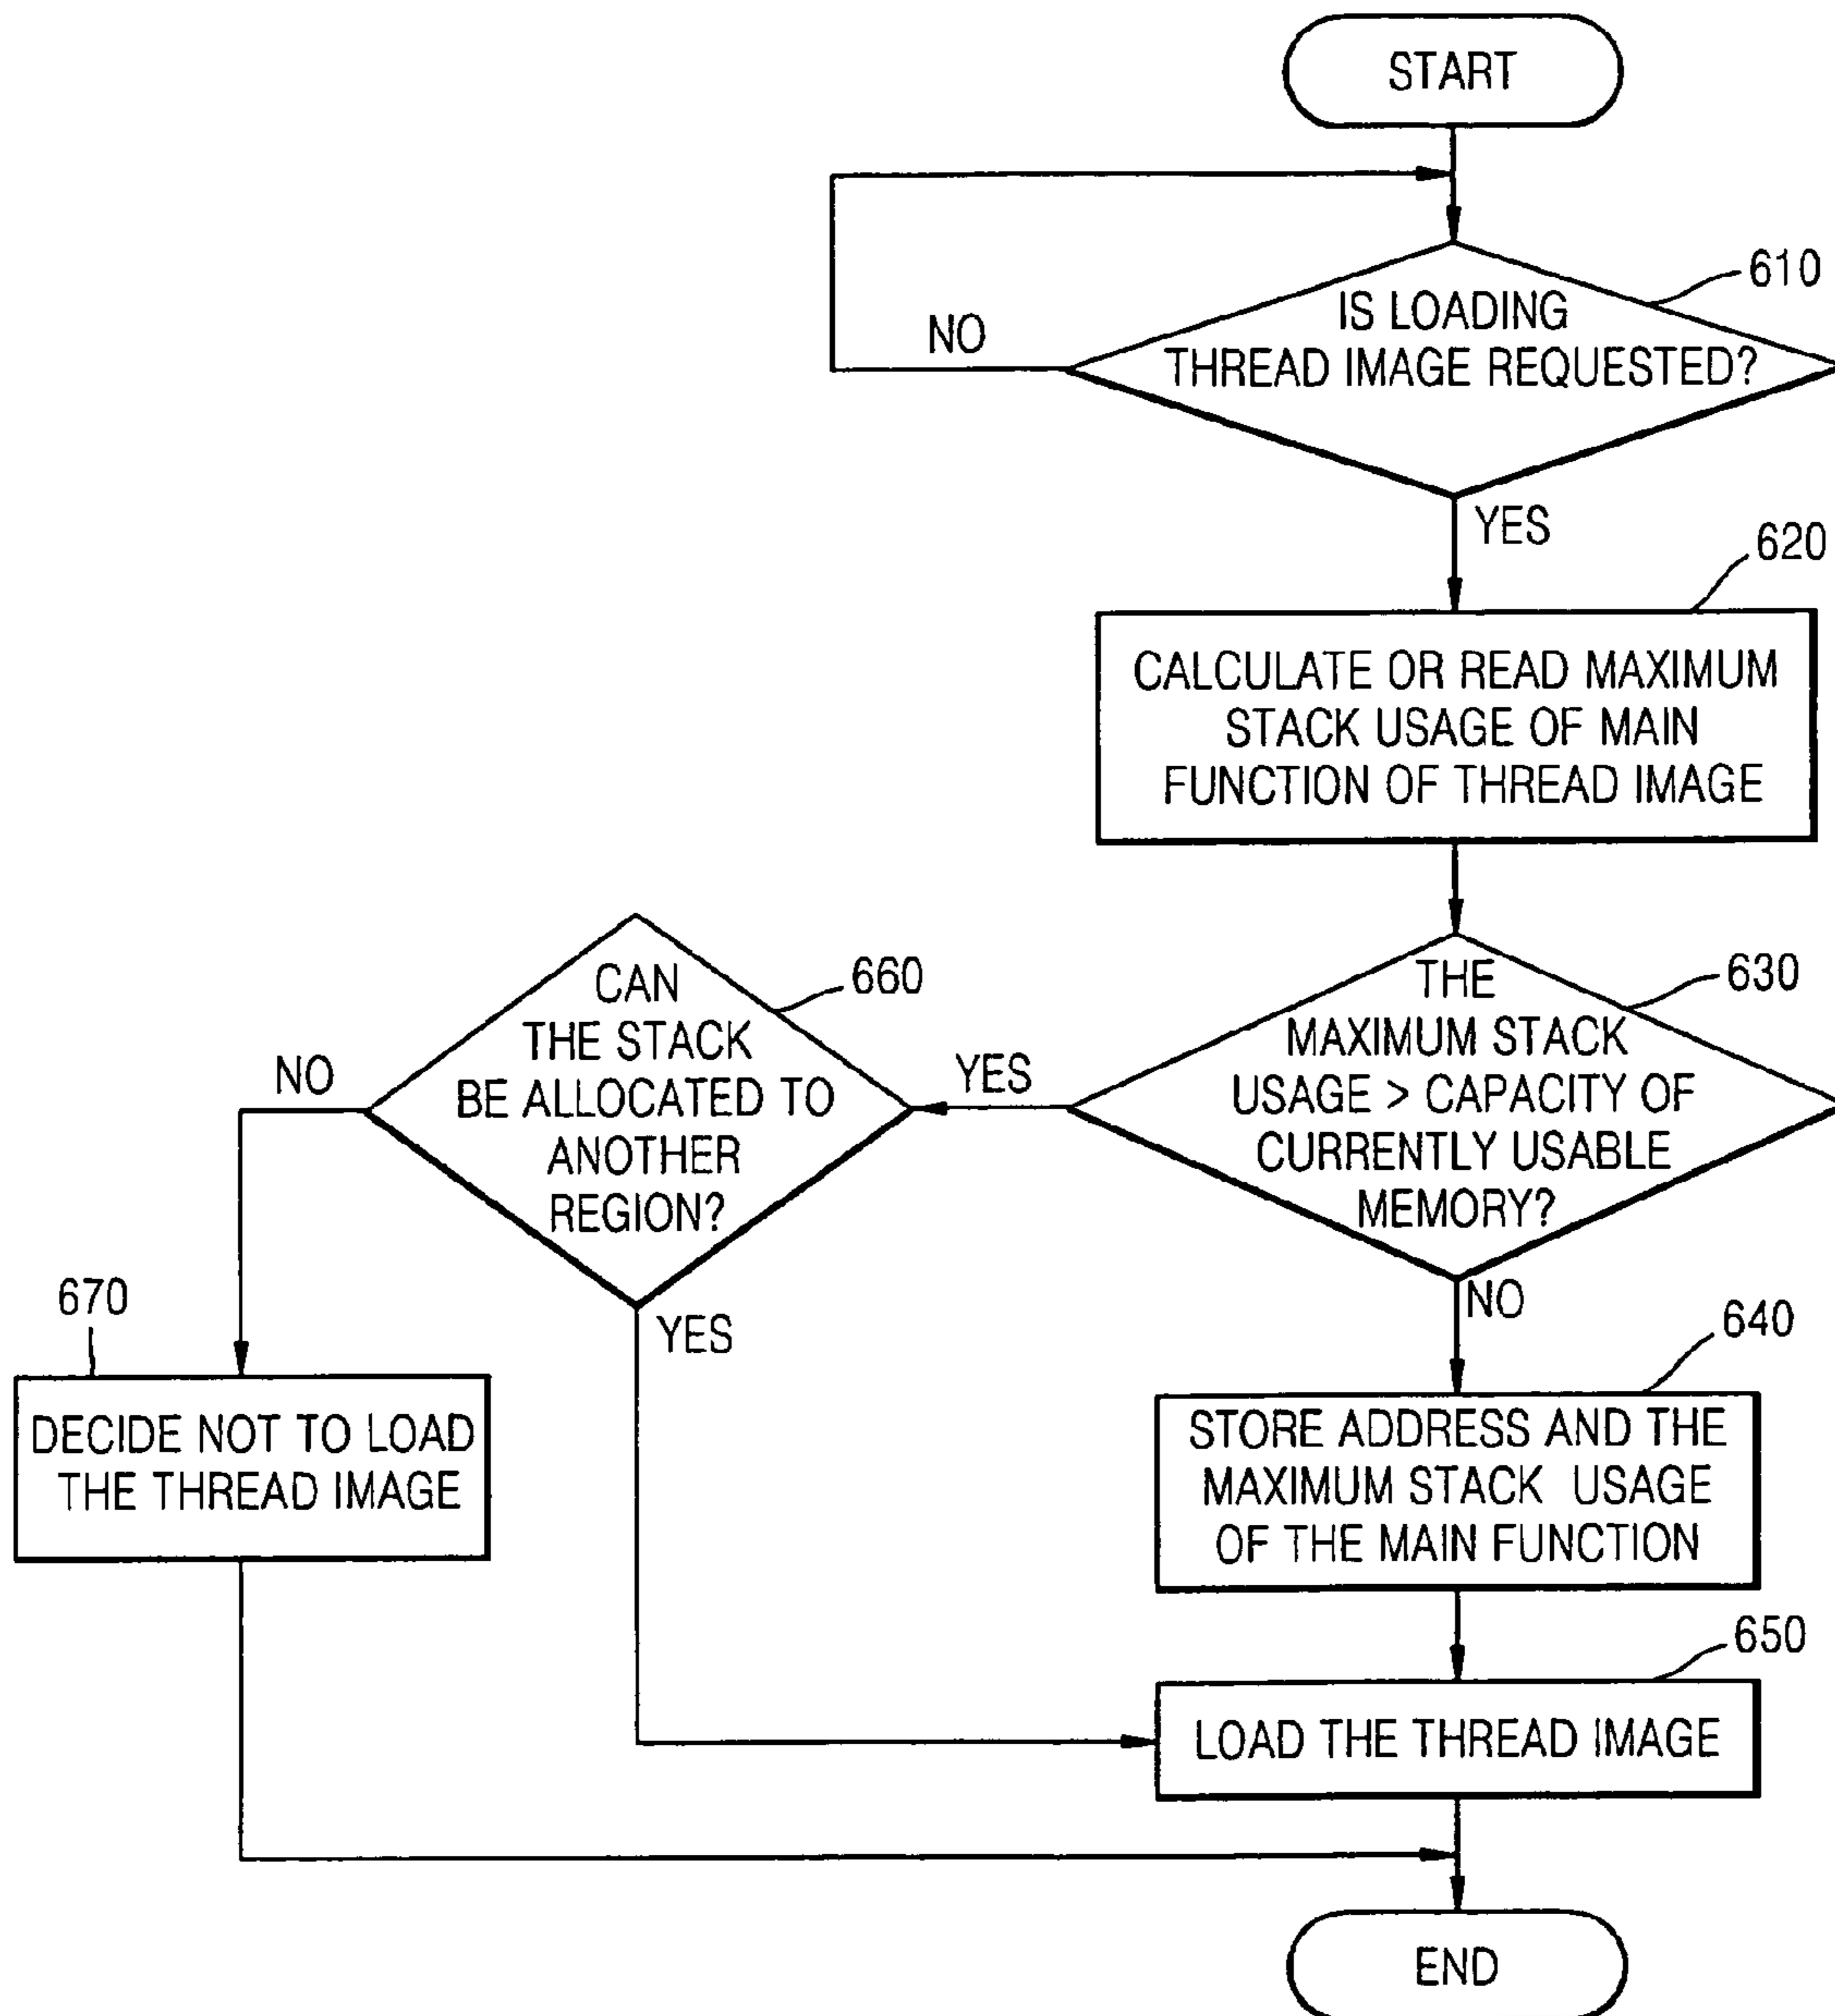 START
610
IS LOADING
THREAD IMAGE REQUESTED?
NO
YES
620
CALCULATE OR READ MAXIMUM
STACK USAGE OF MAIN
FUNCTION OF THREAD IMAGE
630
THE
MAXIMUM STACK
USAGE > CAPACITY OF
CURRENTLY USABLE
MEMORY?
YES
NO
660
CAN
THE STACK
BE ALLOCATED TO
ANOTHER
REGION?
NO
YES
670
DECIDE NOT TO LOAD
THE THREAD IMAGE
640
STORE ADDRESS AND THE
MAXIMUM STACK USAGE
OF THE MAIN FUNCTION
650
LOAD THE THREAD IMAGE
END